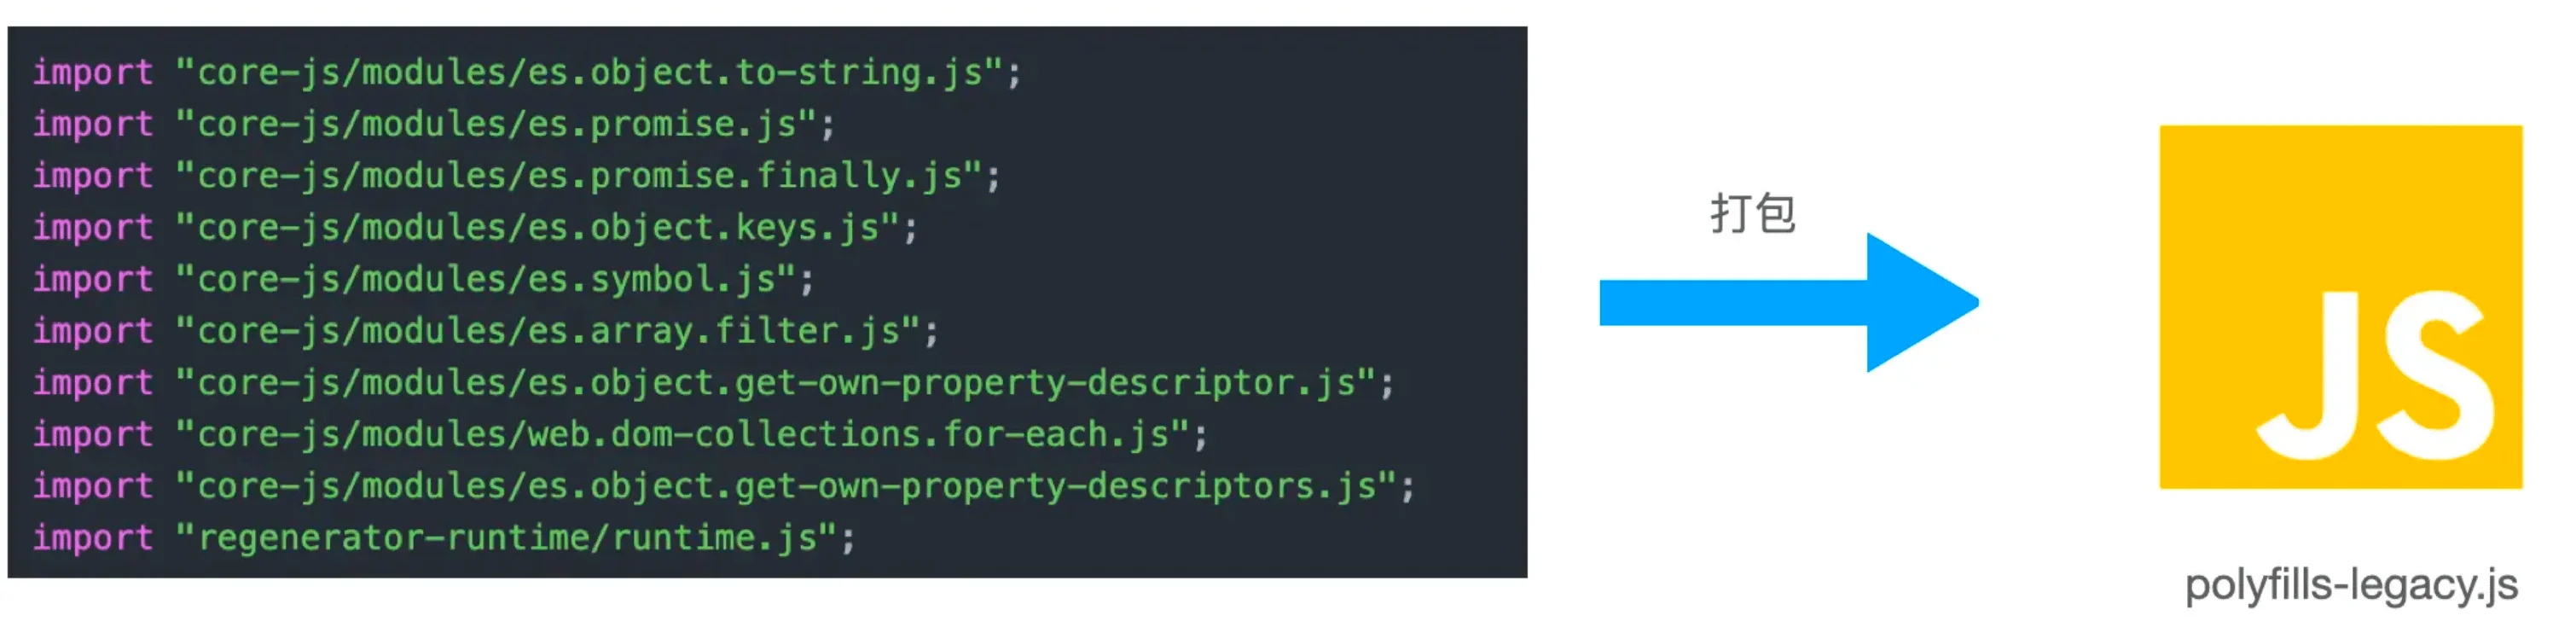 import "core-js/modules/es.object.to-string.js";
import "core-js/modules/es.promise.js";
import "core-js/modules/es.promise.finally.js";
import "core-js/modules/es.object.keys.js";
import "core-js/modules/es.symbol.js";
import "core-js/modules/es.array.filter.js";
import "core-js/modules/es.object.get-own-property-descriptor.js";
import "core-js/modules/web.dom-collections.for-each.js";
import "core-js/modules/es.object.get-own-property-descriptors.js";
import "regenerator-runtime/runtime.js";
打包
JS
polyfills-legacy.js